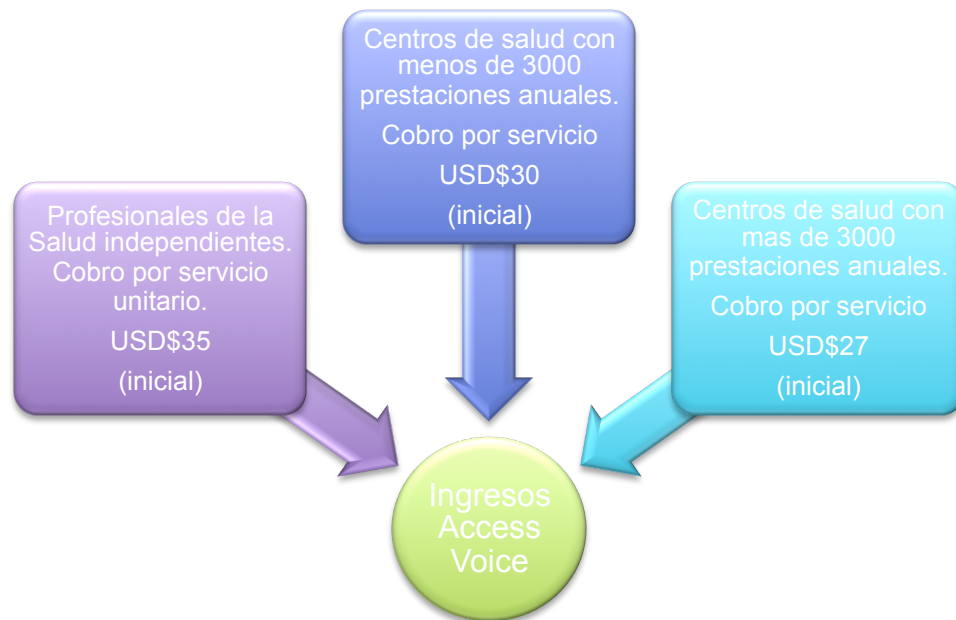 Centros de salud con
menos de 3000
prestaciones anuales.
Cobro por servicio
USD$30
(inicial)
Profesionales de la
Salud independientes.
Cobro por servicio
unitario.
USD$35
(inicial)
Centros de salud con
mas de 3000
prestaciones anuales.
Cobro por servicio
USD$27
(inicial)
Ingresos
Access
Voice